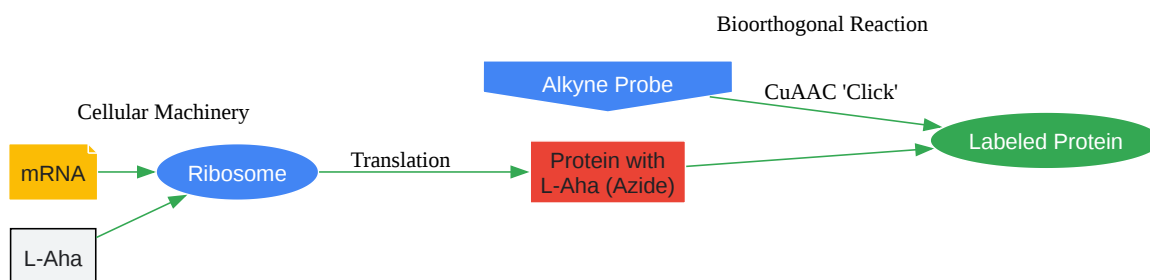 Bioorthogonal Reaction
Alkyne Probe
CuAAC 'Click'
Cellular Machinery
Labeled Protein
mRNA
Ribosome
Translation
Protein with
L-Aha (Azide)
L-Aha